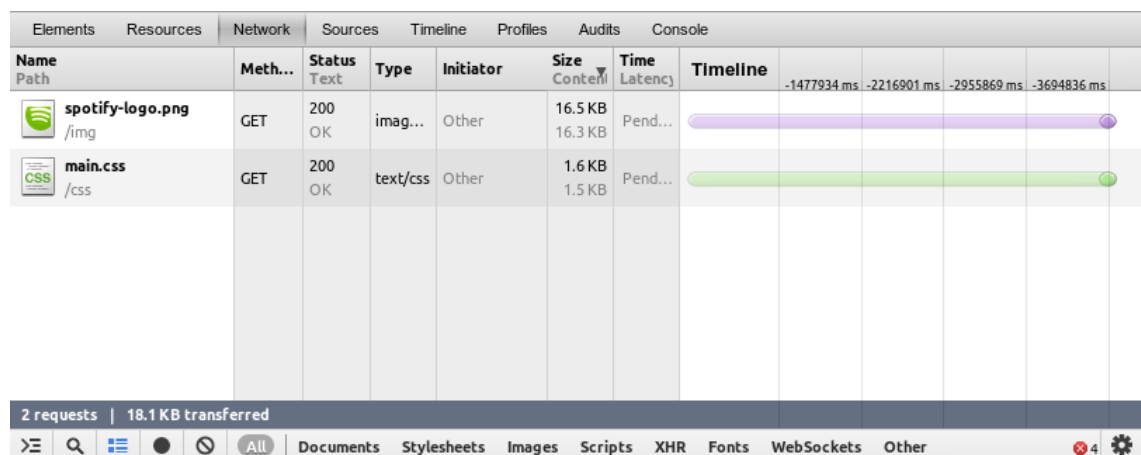 Elements Resources Network Sources Timeline Profiles Audits Console
Name Meth... Status Type Initiator Size Time Timeline
Path Text Content Latency -1477934 ms -2216901 ms -2955869 ms -3694836 ms
spotify-logo.png GET 200 imag... Other 16.5 KB Pend...
/img OK 16.3 KB
main.css GET 200 text/css Other 1.6 KB Pend...
CSS /css OK 1.5 KB
2 requests | 18.1 KB transferred
All Documents Stylesheets Images Scripts XHR Fonts WebSockets Other 4